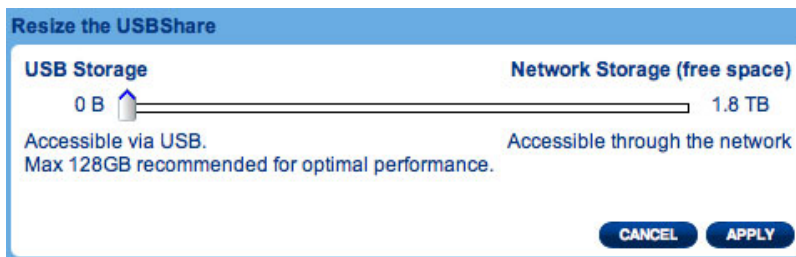 Resize the USBShare
USB Storage
Network Storage (free space)
0 B
1.8 TB
Accessible via USB.
Accessible through the network
Max 128GB recommended for optimal performance.
CANCEL
APPLY